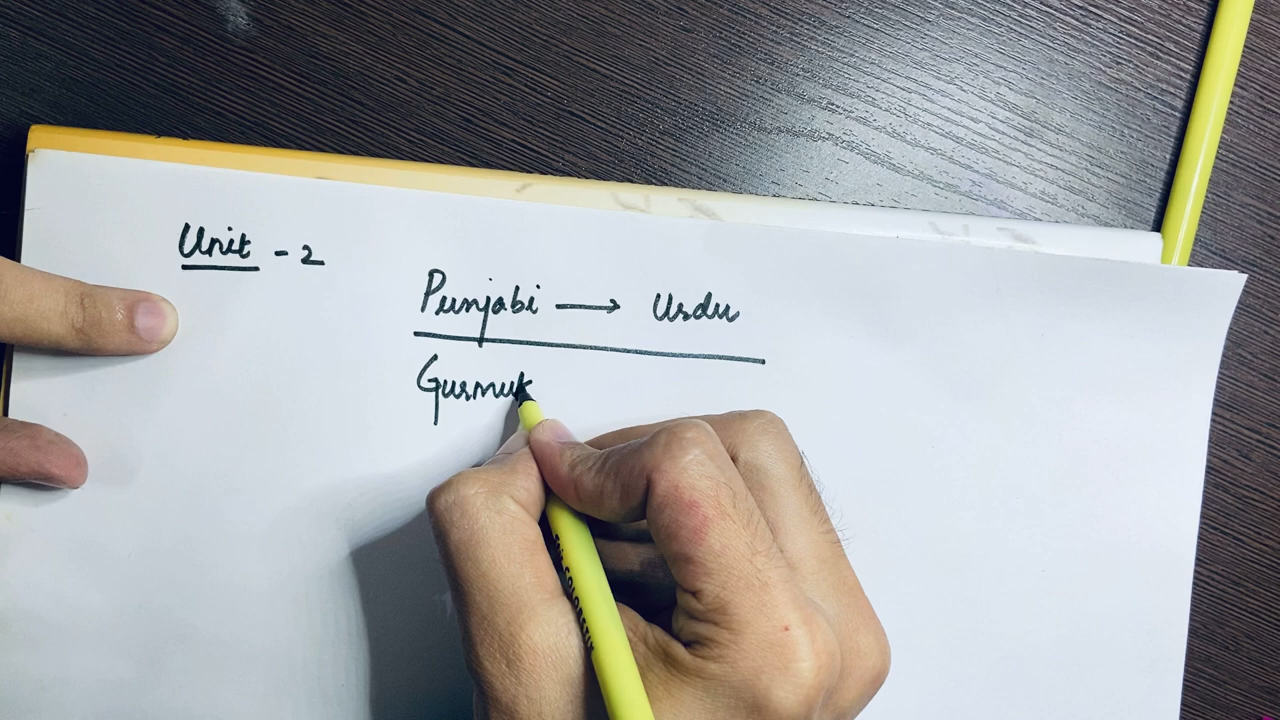 Unit - 2
Punjabi → Urdu
Gurmuk